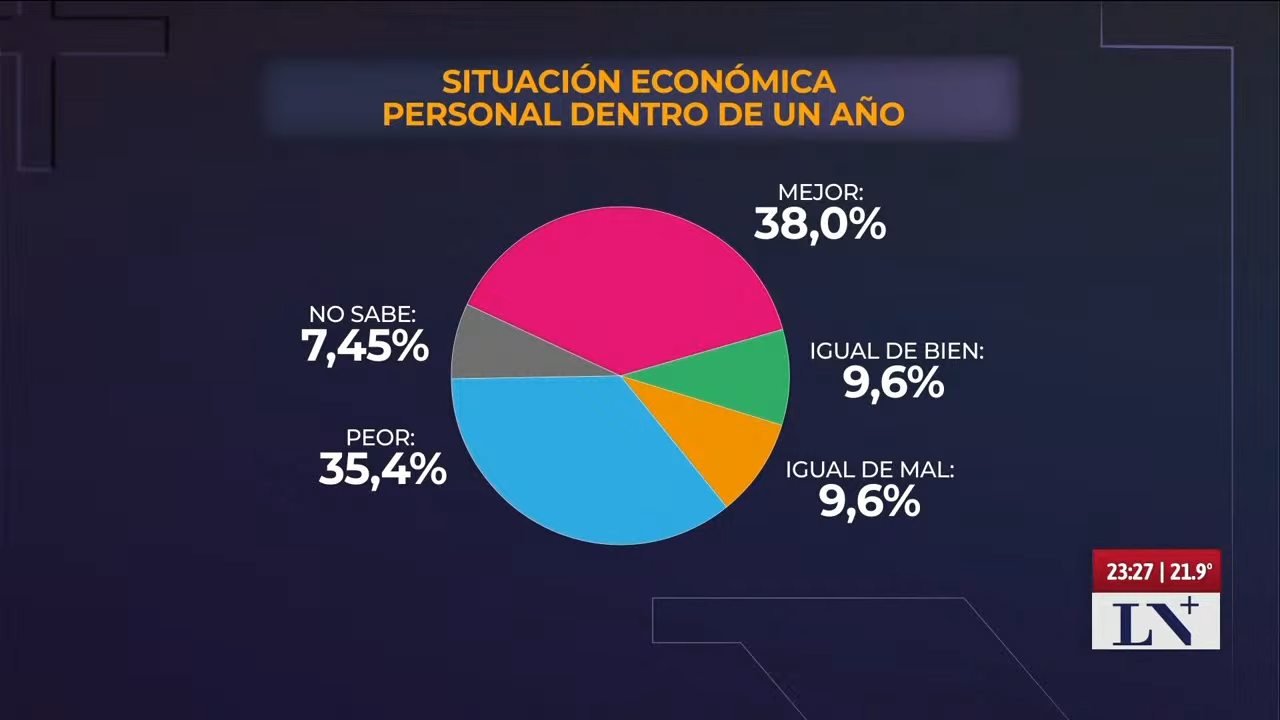 SITUACIÓN ECONÓMICA
PERSONAL DENTRO DE UN AÑO
MEJOR:
38,0%
NO SABE:
7,45%
IGUAL DE BIEN:
9,6%
PEOR:
35,4%
IGUAL DE MAL:
9,6%
23:27 | 21.9°
LN+